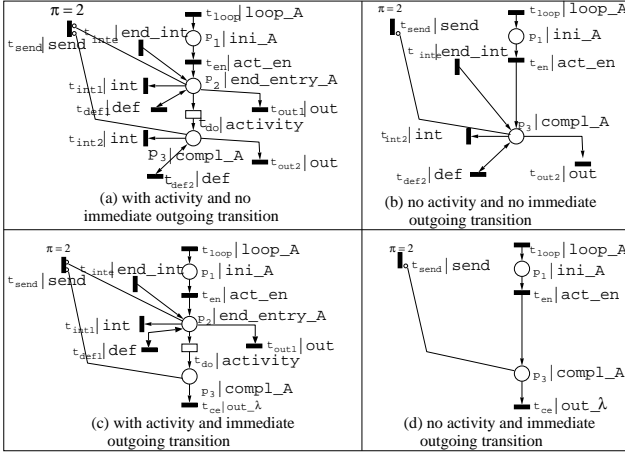 π = 2
t_loop|loop_A
t_send|send
t_inte|end_int
p_1|ini_A
t_en|act_en
p_2|end_entry_A
t_int1|int
t_def1|def
t_out1|out
t_do|activity
t_int2|int
p_3|compl_A
t_out2|out
t_def2|def
(a) with activity and no
immediate outgoing transition
π = 2
t_loop|loop_A
t_send|send
p_1|ini_A
t_inte|end_int
t_en|act_en
p_3|compl_A
t_int2|int
t_def2|def
t_out2|out
(b) no activity and no immediate
outgoing transition
π = 2
t_loop|loop_A
t_send|send
t_inte|end_int
p_1|ini_A
t_en|act_en
p_2|end_entry_A
t_int1|int
t_def1|def
t_out1|out
t_do|activity
p_3|compl_A
t_ce|out_λ
(c) with activity and immediate
outgoing transition
π = 2
t_loop|loop_A
t_send|send
p_1|ini_A
t_en|act_en
p_3|compl_A
t_ce|out_λ
(d) no activity and immediate
outgoing transition